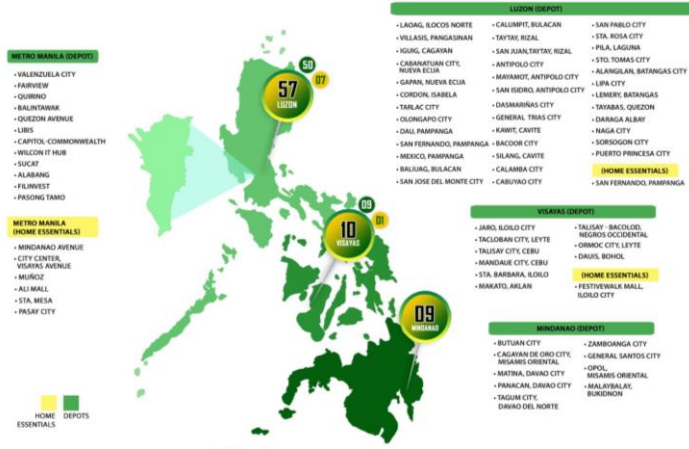 METRO MANILA (DEPOT)
• VALENZUELA CITY
• FAIRVIEW
• QUIRINO
• BALINTAWAK
• QUEZON AVENUE
• LIBIS
• CAPITOL-COMMONWEALTH
• WILCON IT HUB
• SUCAT
• ALABANG
• FILINVEST
• PASONG TAMO
METRO MANILA
(HOME ESSENTIALS)
• MINDANAO AVENUE
• CITY CENTER,
VISAYAS AVENUE
• MUÑOZ
• ALI MALL
• STA. MESA
• PASAY CITY
HOME
ESSENTIALS
DEPOTS
50
07
57
LUZON
09
01
10
VISAYAS
09
MINDANAO
LUZON (DEPOT)
• LAOAG, ILOCOS NORTE
• VILLASIS, PANGASINAN
• IGUIG, CAGAYAN
• CABANATUAN CITY,
NUEVA ECIJA
• GAPAN, NUEVA ECIJA
• CORDON, ISABELA
• TARLAC CITY
• OLONGAPO CITY
• DAU, PAMPANGA
• SAN FERNANDO, PAMPANGA
• MEXICO, PAMPANGA
• BALIUAG, BULACAN
• SAN JOSE DEL MONTE CITY
• CALUMPIT, BULACAN
• TAYTAY, RIZAL
• SAN JUAN,TAYTAY, RIZAL
• ANTIPOLO CITY
• MAYAMOT, ANTIPOLO CITY
• SAN ISIDRO, ANTIPOLO CITY
• DASMARIÑAS CITY
• GENERAL TRIAS CITY
• KAWIT, CAVITE
• BACOOR CITY
• SILANG, CAVITE
• CALAMBA CITY
• CABUYAO CITY
• SAN PABLO CITY
• STA. ROSA CITY
• PILA, LAGUNA
• STO. TOMAS CITY
• ALANGILAN, BATANGAS CITY
• LIPA CITY
• LEMERY, BATANGAS
• TAYABAS, QUEZON
• DARAGA ALBAY
• NAGA CITY
• SORSOGON CITY
• PUERTO PRINCESA CITY
(HOME ESSENTIALS)
• SAN FERNANDO, PAMPANGA
VISAYAS (DEPOT)
• JARO, ILOILO CITY
• TACLOBAN CITY, LEYTE
• TALISAY CITY, CEBU
• MANDAUE CITY, CEBU
• STA. BARBARA, ILOILO
• MAKATO, AKLAN
• TALISAY - BACOLOD,
NEGROS OCCIDENTAL
• ORMOC CITY, LEYTE
• DAUIS, BOHOL
(HOME ESSENTIALS)
• FESTIVEWALK MALL,
ILOILO CITY
MINDANAO (DEPOT)
• BUTUAN CITY
• CAGAYAN DE ORO CITY,
MISAMIS ORIENTAL
• MATINA, DAVAO CITY
• PANACAN, DAVAO CITY
• TAGUM CITY,
DAVAO DEL NORTE
• ZAMBOANGA CITY
• GENERAL SANTOS CITY
• OPOL,
MISAMIS ORIENTAL
• MALAYBALAY,
BUKIDNON